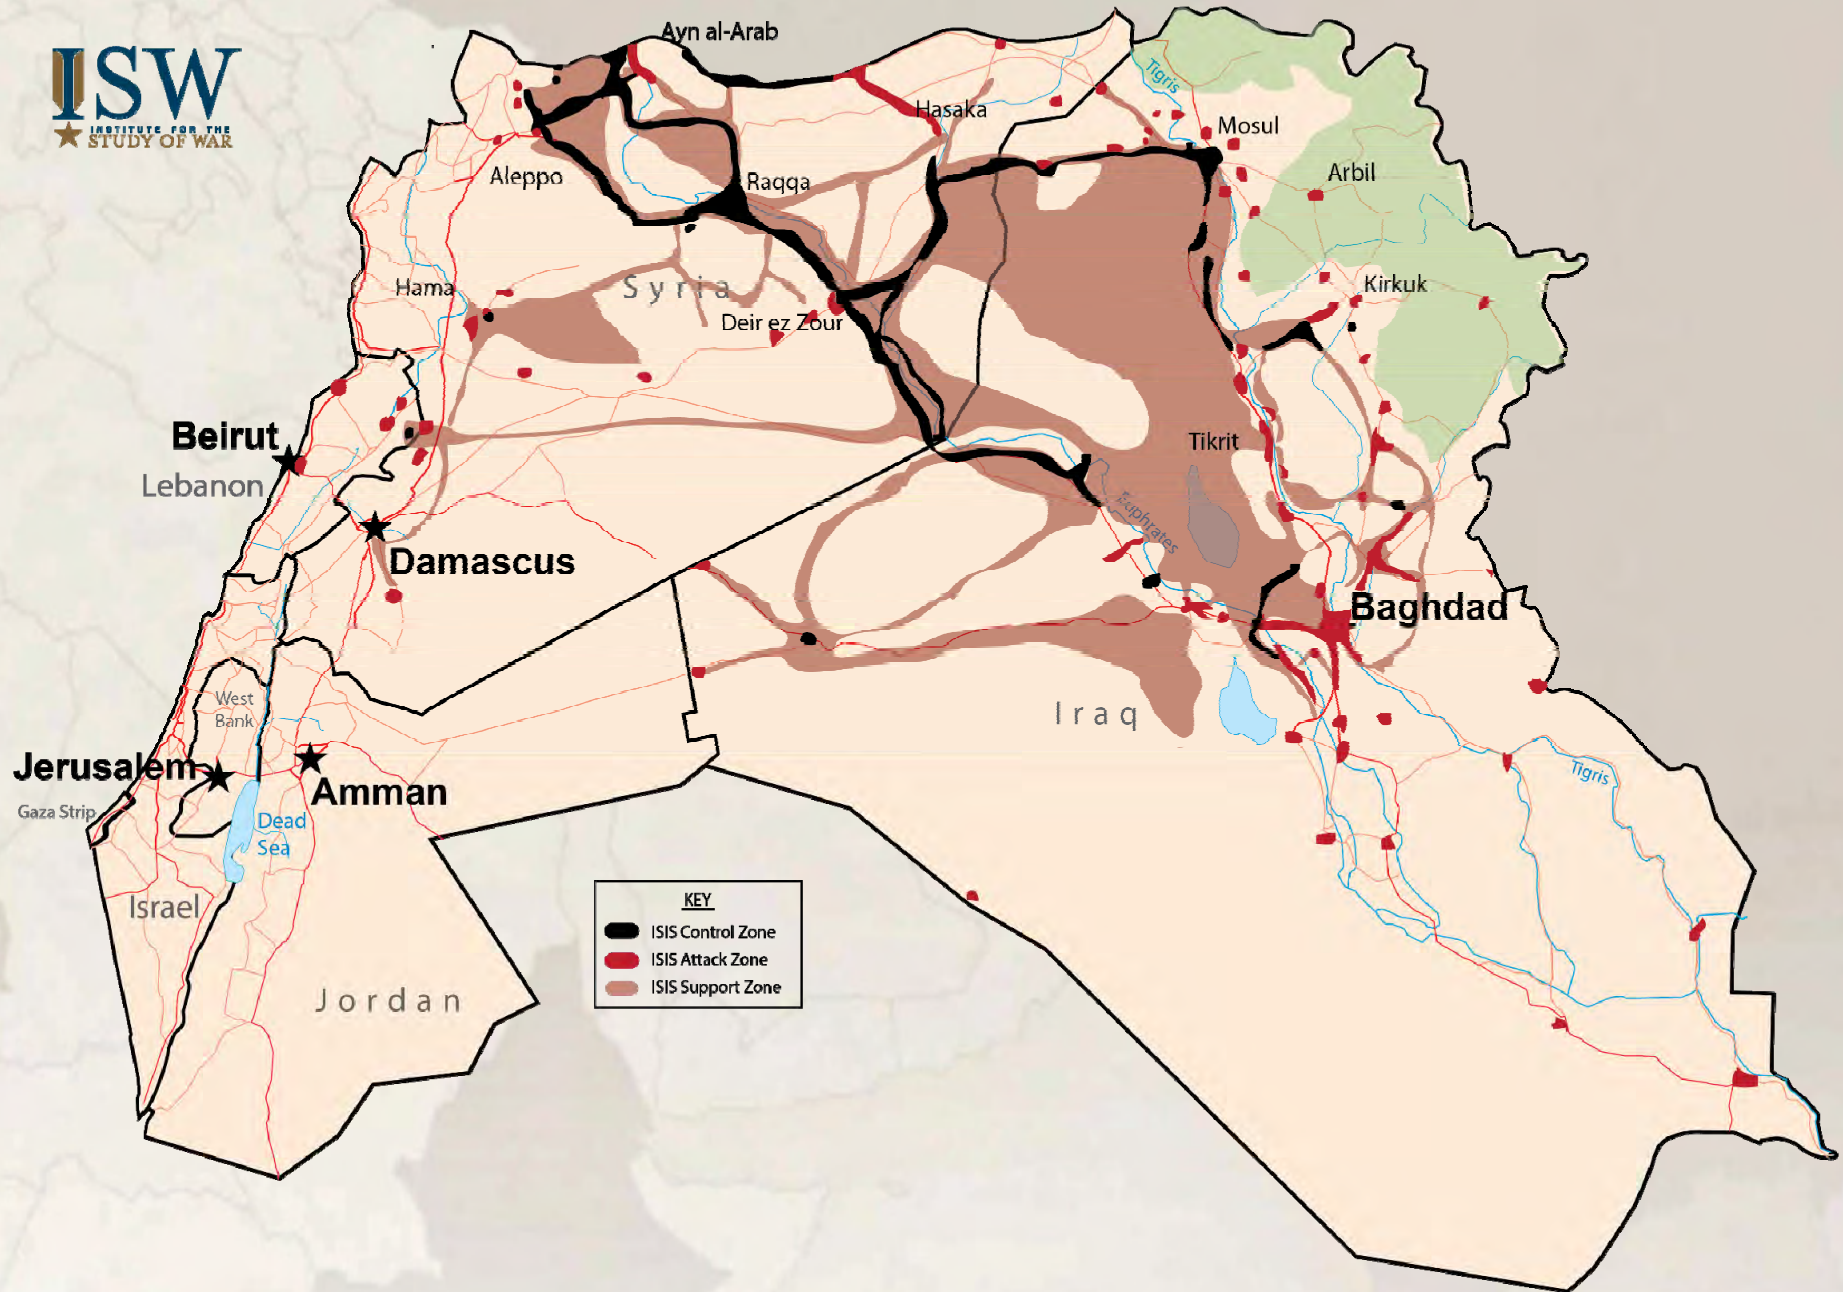 ISW
INSTITUTE FOR THE
STUDY OF WAR
Ayn al-Arab
Tigris
Hasaka
Mosul
Aleppo
Raqqa
Arbil
Hama
Syria
Kirkuk
Deir ez Zour
Beirut
Tikrit
Lebanon
Euphrates
Damascus
Baghdad
West
Bank
Iraq
Jerusalem
Tigris
Amman
Gaza Strip
Dead
Sea
Israel
Jordan
KEY
ISIS Control Zone
ISIS Attack Zone
ISIS Support Zone